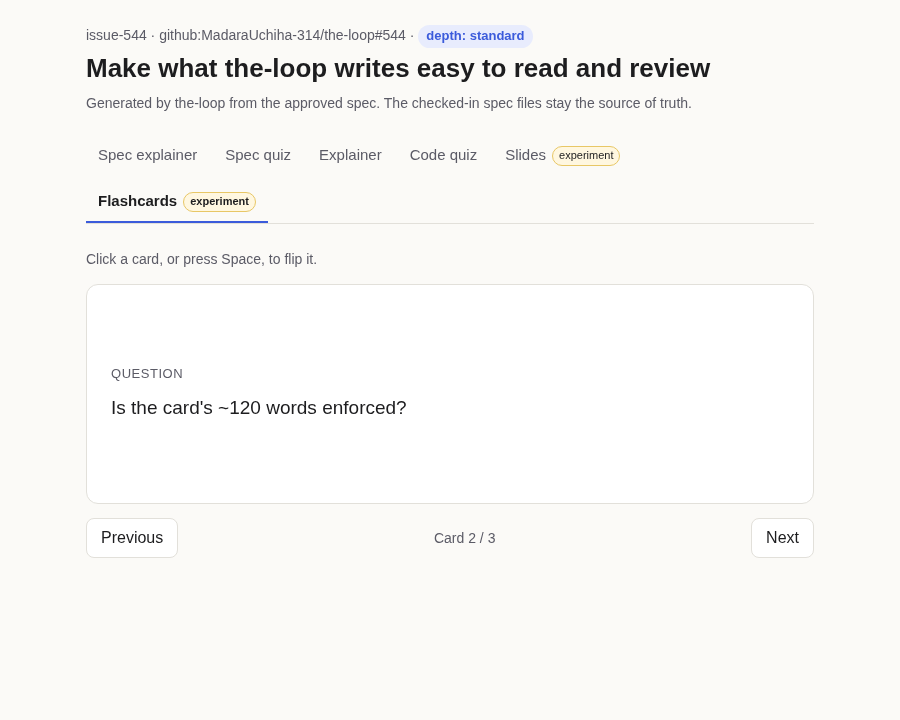 issue-544 · github:MadaraUchiha-314/the-loop#544 · depth: standard
Make what the-loop writes easy to read and review
Generated by the-loop from the approved spec. The checked-in spec files stay the source of truth.
Spec explainer Spec quiz Explainer Code quiz Slides experiment
Flashcards experiment
Click a card, or press Space, to flip it.
QUESTION
Is the card's ~120 words enforced?
Previous Card 2 / 3 Next